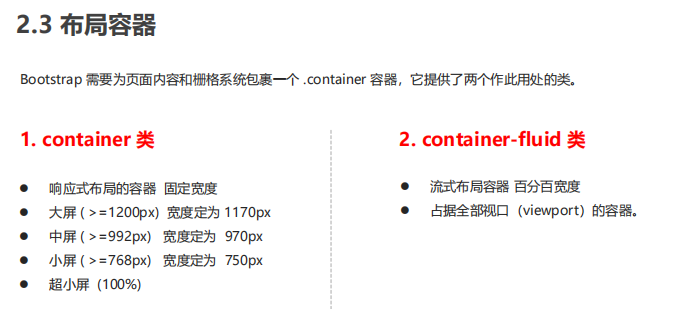 2.3 布局容器
Bootstrap 需要为页面内容和栅格系统包裹一个 .container 容器，它提供了两个作此用处的类。
1. container 类
● 响应式布局的容器 固定宽度
● 大屏 ( >=1200px) 宽度定为 1170px
● 中屏 ( >=992px) 宽度定为 970px
● 小屏 ( >=768px) 宽度定为 750px
● 超小屏 (100%)
2. container-fluid 类
● 流式布局容器 百分百宽度
● 占据全部视口（viewport）的容器。